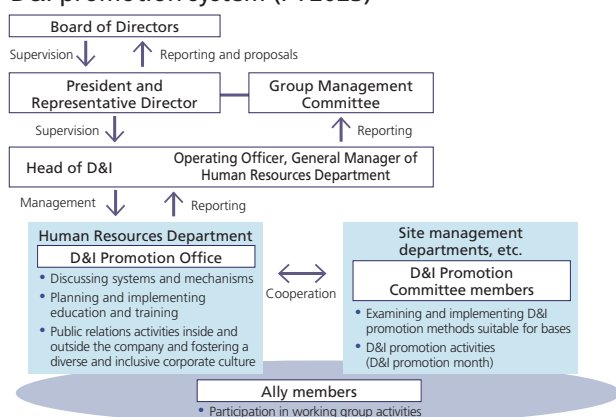 D&I promotion system (FY2023)
Board of Directors
Supervision
Reporting and proposals
President and
Representative Director
Group Management
Committee
Supervision
Reporting
Head of D&I
Operating Officer, General Manager of
Human Resources Department
Management
Reporting
Human Resources Department
D&I Promotion Office
• Discussing systems and mechanisms
• Planning and implementing
education and training
• Public relations activities inside and
outside the company and fostering a
diverse and inclusive corporate culture
Cooperation
Site management
departments, etc.
D&I Promotion
Committee members
• Examining and implementing D&I
promotion methods suitable for bases
• D&I promotion activities
(D&I promotion month)
Ally members
• Participation in working group activities